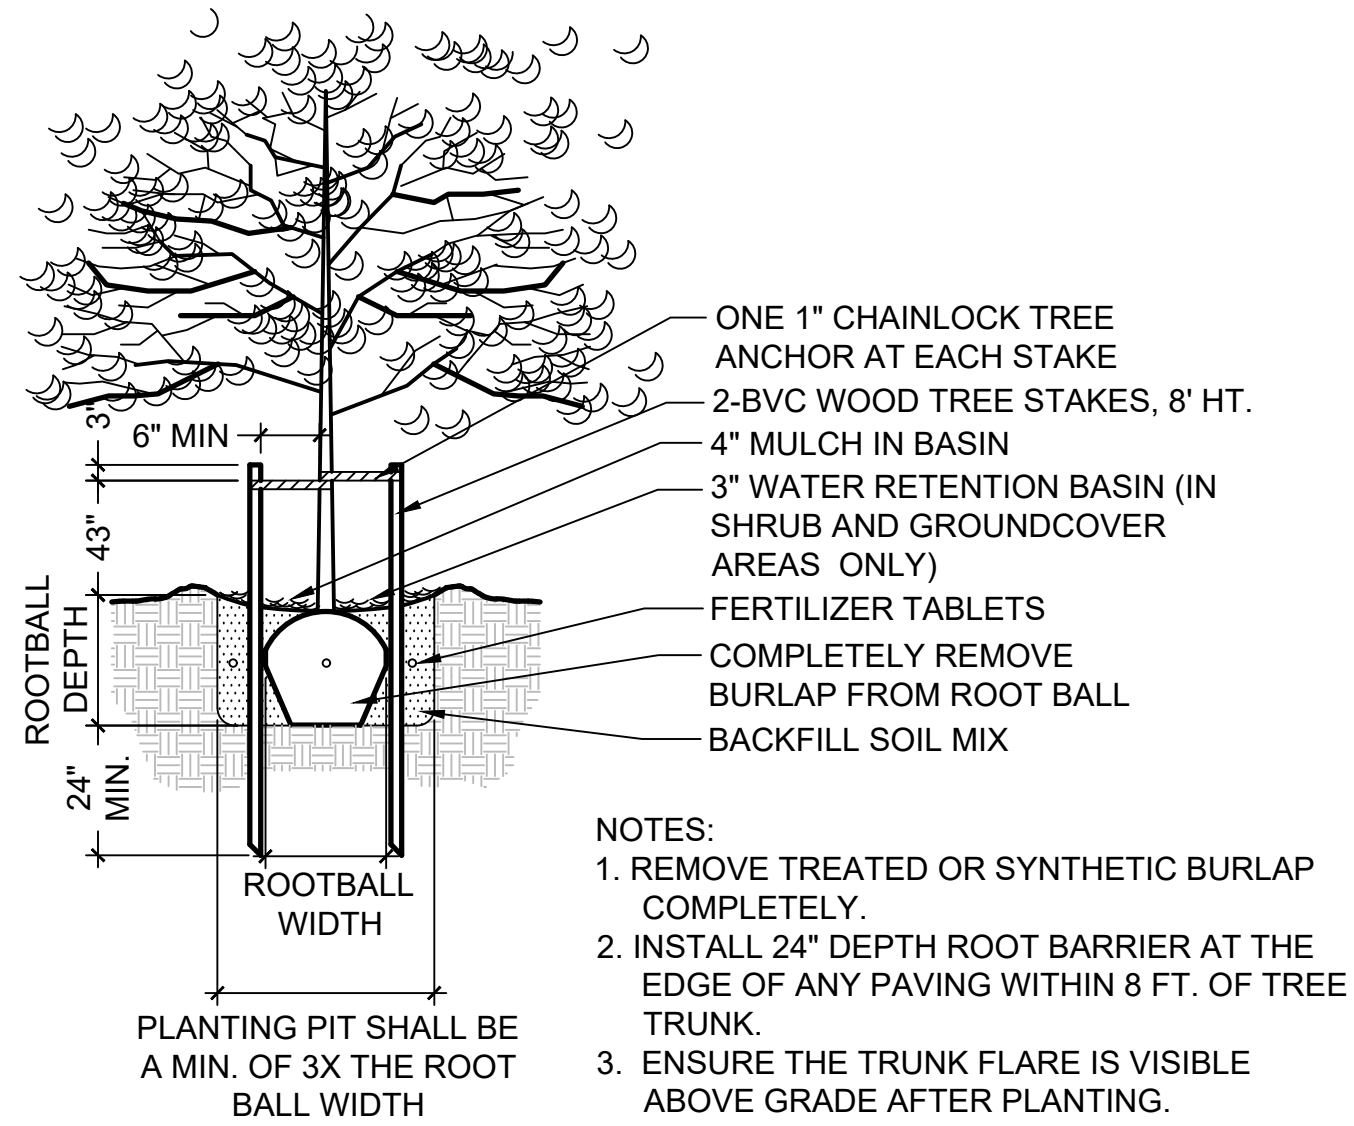 ONE 1" CHAINLOCK TREE
ANCHOR AT EACH STAKE
2-BVC WOOD TREE STAKES, 8' HT.
4" MULCH IN BASIN
3" WATER RETENTION BASIN (IN
SHRUB AND GROUNDCOVER
AREAS ONLY)
FERTILIZER TABLETS
COMPLETELY REMOVE
BURLAP FROM ROOT BALL
BACKFILL SOIL MIX
3"
6" MIN
43"
ROOTBALL
DEPTH
24"
MIN.
ROOTBALL
WIDTH
PLANTING PIT SHALL BE
A MIN. OF 3X THE ROOT
BALL WIDTH
NOTES:
1. REMOVE TREATED OR SYNTHETIC BURLAP
COMPLETELY.
2. INSTALL 24" DEPTH ROOT BARRIER AT THE
EDGE OF ANY PAVING WITHIN 8 FT. OF TREE
TRUNK.
3. ENSURE THE TRUNK FLARE IS VISIBLE
ABOVE GRADE AFTER PLANTING.